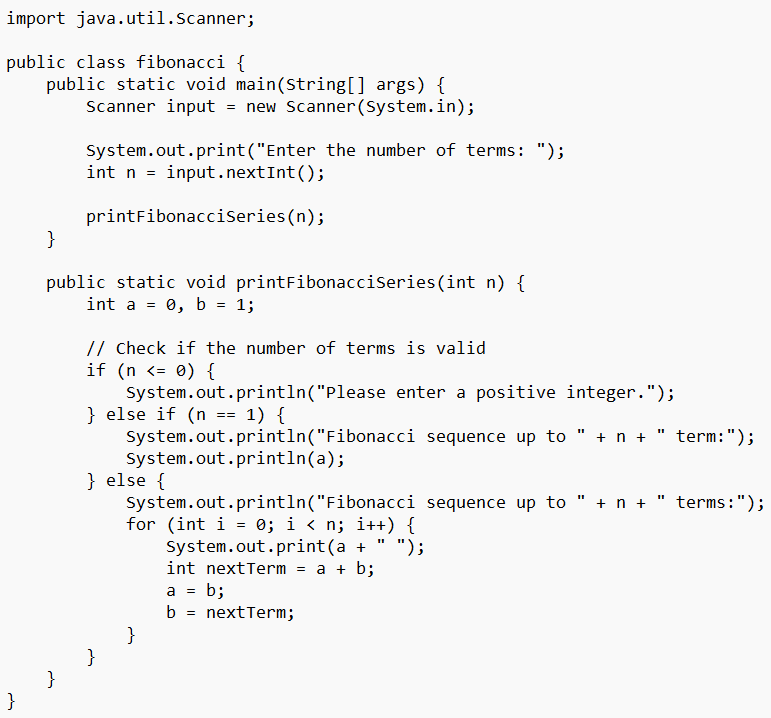 import java.util.Scanner;

public class fibonacci {
    public static void main(String[] args) {
        Scanner input = new Scanner(System.in);

        System.out.print("Enter the number of terms: ");
        int n = input.nextInt();

        printFibonacciSeries(n);
    }

    public static void printFibonacciSeries(int n) {
        int a = 0, b = 1;

        // Check if the number of terms is valid
        if (n <= 0) {
            System.out.println("Please enter a positive integer.");
        } else if (n == 1) {
            System.out.println("Fibonacci sequence up to " + n + " term:");
            System.out.println(a);
        } else {
            System.out.println("Fibonacci sequence up to " + n + " terms:");
            for (int i = 0; i < n; i++) {
                System.out.print(a + " ");
                int nextTerm = a + b;
                a = b;
                b = nextTerm;
            }
        }
    }
}